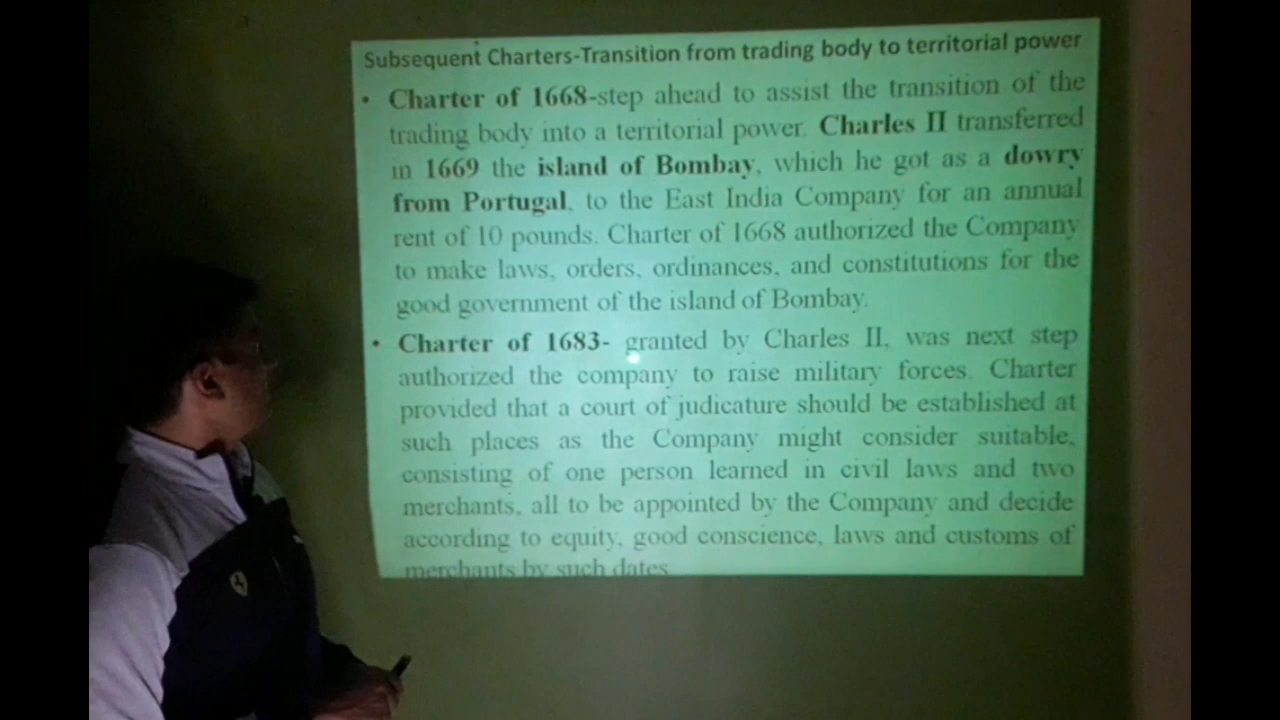 Subsequent Charters-Transition from trading body to territorial power
• Charter of 1668-step ahead to assist the transition of the
trading body into a territorial power. Charles II transferred
in 1669 the island of Bombay, which he got as a dowry
from Portugal, to the East India Company for an annual
rent of 10 pounds. Charter of 1668 authorized the Company
to make laws, orders, ordinances, and constitutions for the
good government of the island of Bombay.
• Charter of 1683- granted by Charles II, was next step
authorized the company to raise military forces. Charter
provided that a court of judicature should be established at
such places as the Company might consider suitable,
consisting of one person learned in civil laws and two
merchants, all to be appointed by the Company and decide
according to equity, good conscience, laws and customs of
merchants by such dates.